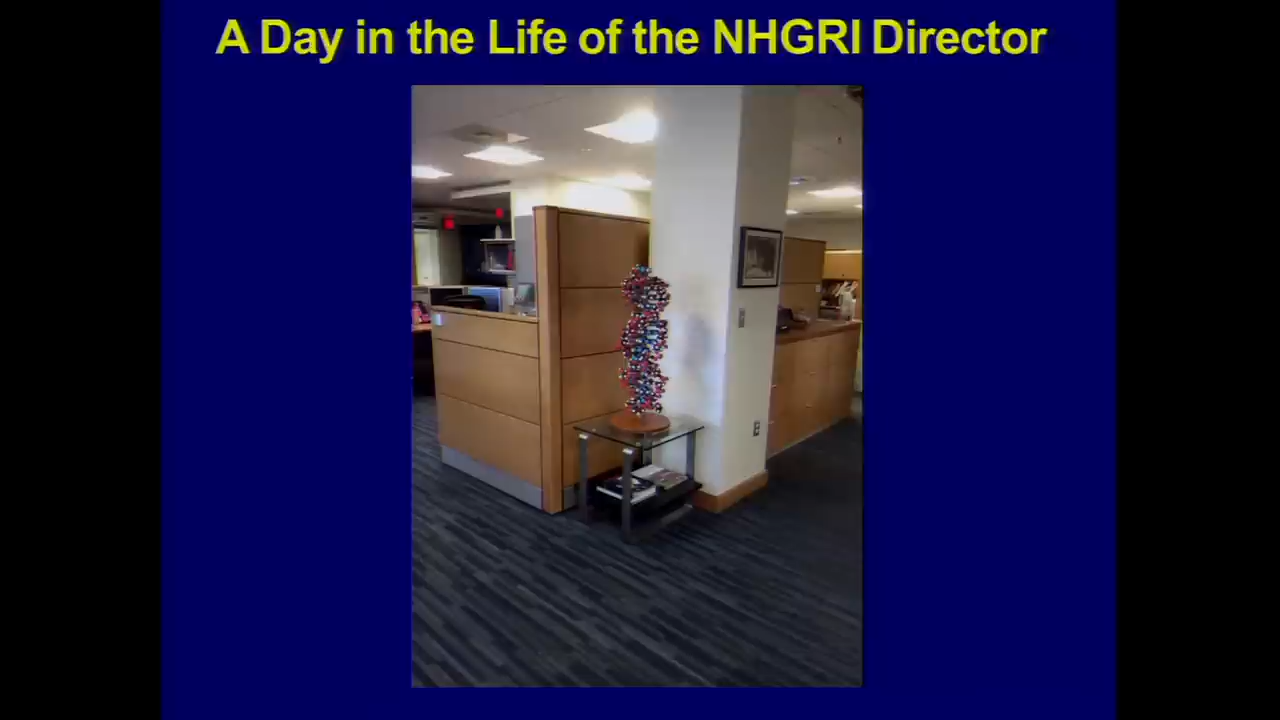 A Day in the Life of the NHGRI Director